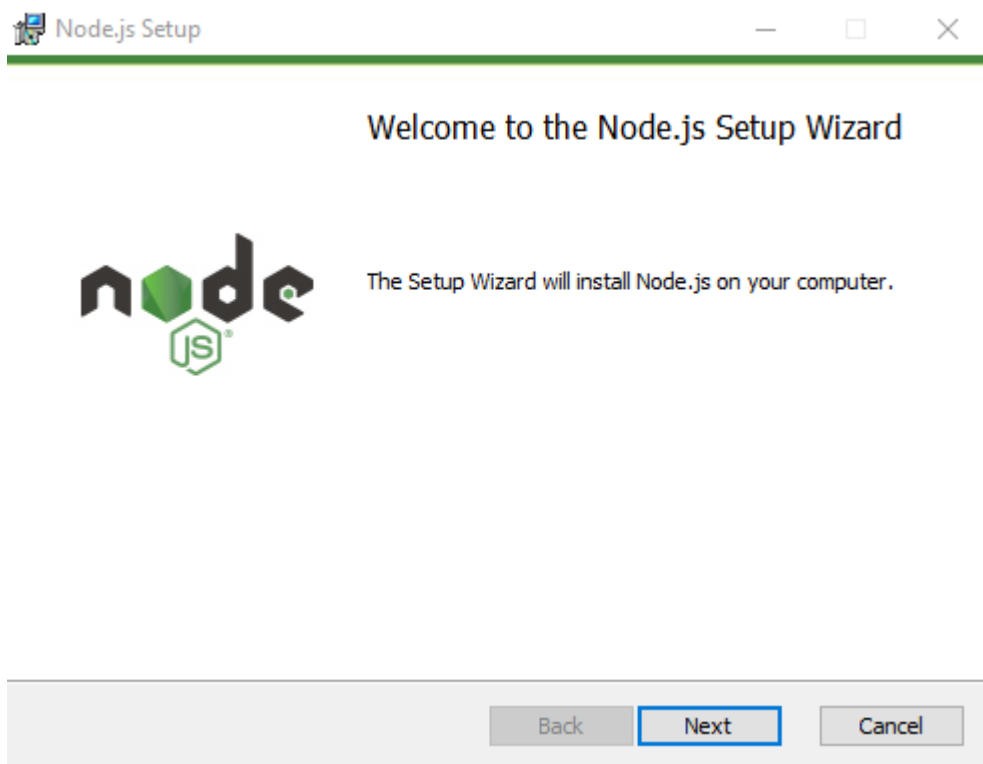 Node.js Setup
Welcome to the Node.js Setup Wizard
node
JS®
The Setup Wizard will install Node.js on your computer.
Back
Next
Cancel